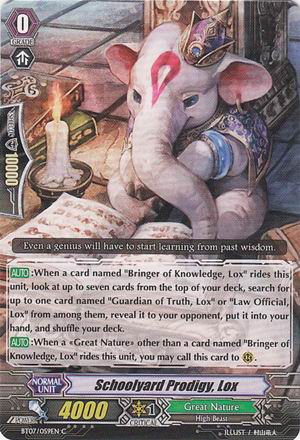 0
GRADE
SHIELD
10000
Even a genius will have to start learning from past wisdom.
AUTO :When a card named "Bringer of Knowledge, Lox" rides this
unit, look at up to seven cards from the top of your deck, search for
up to one card named "Guardian of Truth, Lox" or "Law Official,
Lox" from among them, reveal it to your opponent, put it into your
hand, and shuffle your deck.
AUTO :When a «Great Nature» other than a card named "Bringer
of Knowledge, Lox" rides this unit, you may call this card to R.
NORMAL
UNIT
Schoolyard Prodigy, Lox
POWER
4000
1
CRITICAL
Great Nature
High Beast
BT07/059EN C
ILLUST / 村山竜大